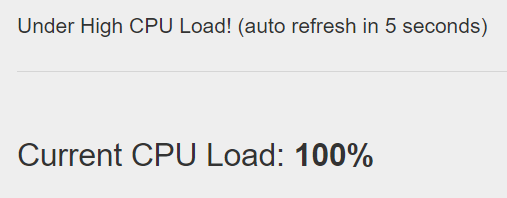 Under High CPU Load! (auto refresh in 5 seconds)
Current CPU Load: 100%